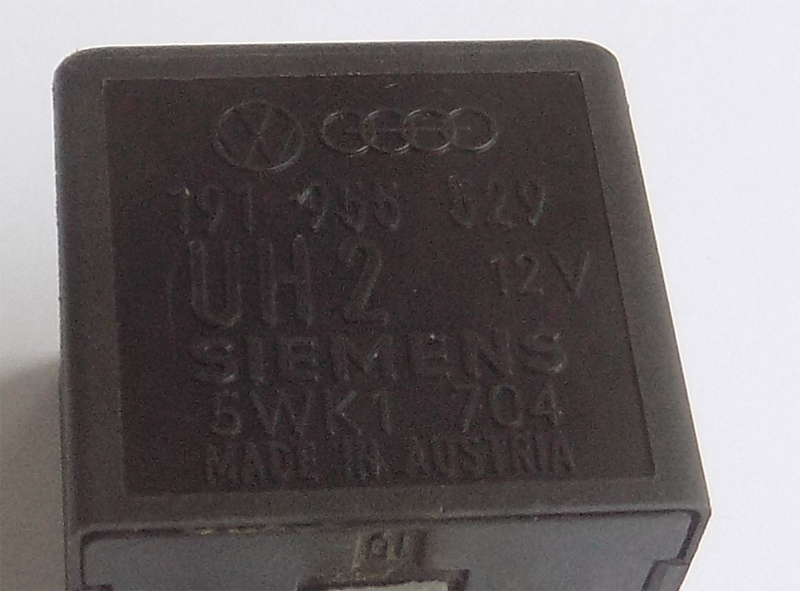 191 955 529
UH2 12V
SIEMENS
5WK1 704
MADE IN AUSTRIA